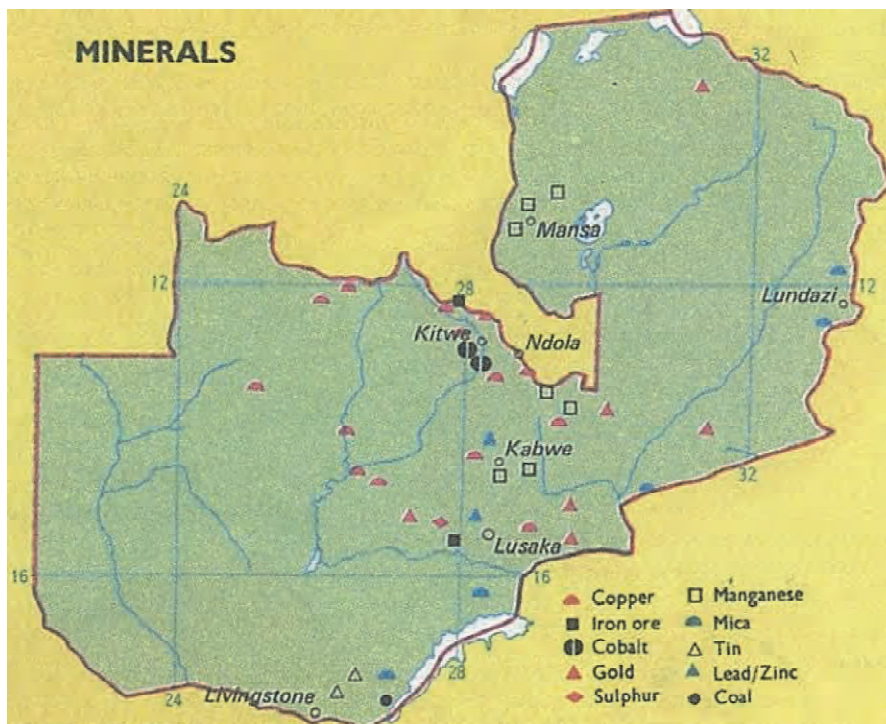 MINERALS
32
24
Mansa
12
28
12
Lundazi
Kitwe
Ndola
Kabwe
32
Lusaka
16
16
Copper
Manganese
Iron ore
Mica
Cobalt
Tin
Gold
Lead/Zinc
Sulphur
Coal
28
24
Livingstone